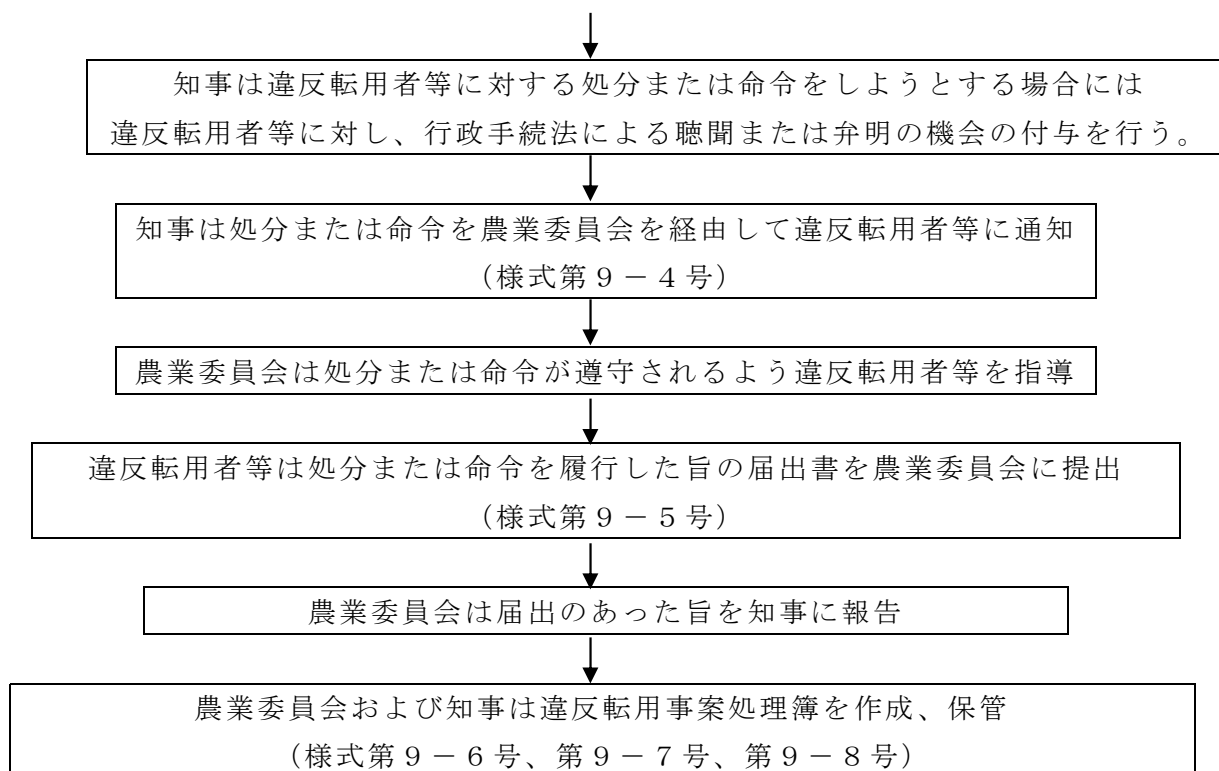 知事は違反転用者等に対する処分または命令をしようとする場合には
違反転用者等に対し、行政手続法による聴聞または弁明の機会の付与を行う。
知事は処分または命令を農業委員会を経由して違反転用者等に通知
(様式第9-4号)
農業委員会は処分または命令が遵守されるよう違反転用者等を指導
違反転用者等は処分または命令を履行した旨の届出書を農業委員会に提出
(様式第9-5号)
農業委員会は届出のあった旨を知事に報告
農業委員会および知事は違反転用事案処理簿を作成、保管
(様式第9-6号、第9-7号、第9-8号)